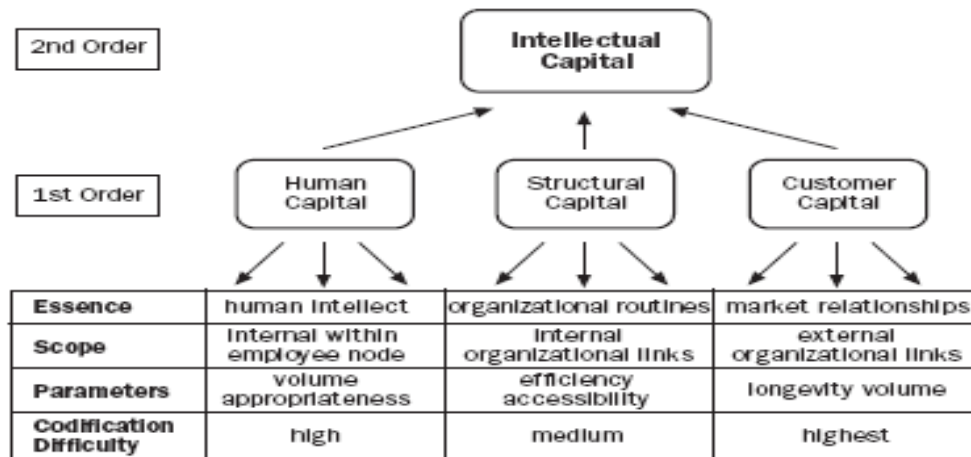 2nd Order
Intellectual
Capital
1st Order
Human
Capital
Structural
Capital
Customer
Capital
Essence
human intellect
organizational routines
market relationships
Scope
internal within
employee node
internal
organizational links
external
organizational links
Parameters
volume
appropriateness
efficiency
accessibility
longevity volume
Codification
Difficulty
high
medium
highest